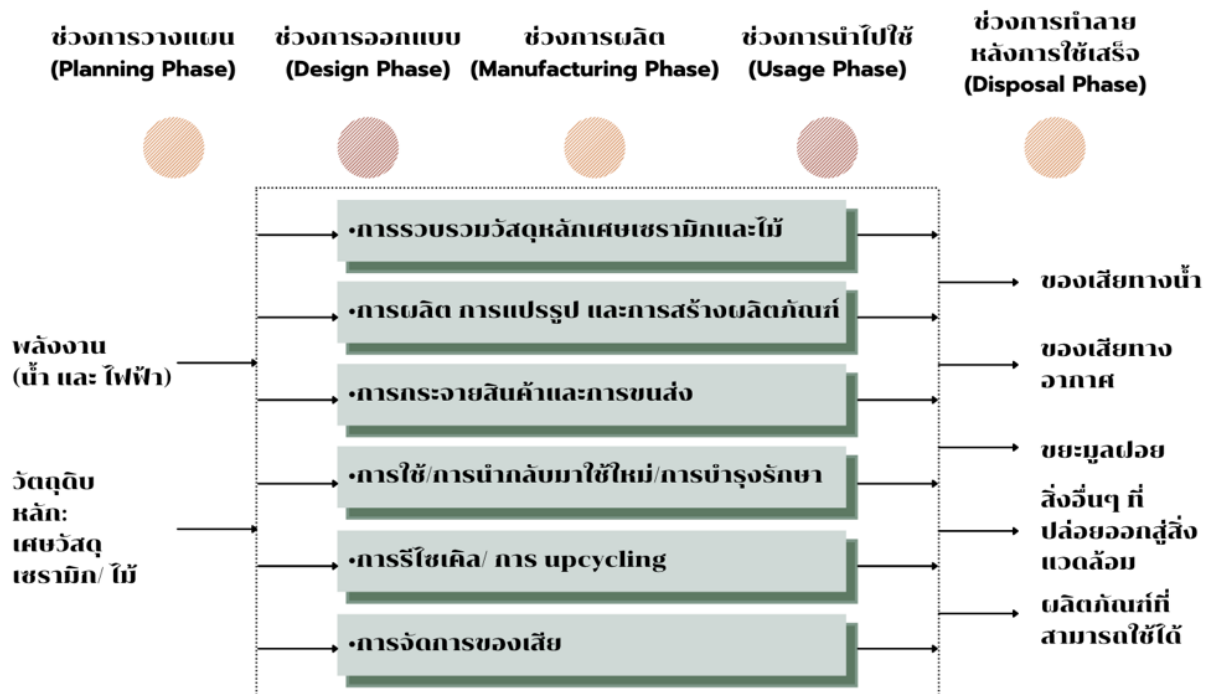 ช่วงการวางแผน
(Planning Phase)
ช่วงการออกแบบ
(Design Phase)
ช่วงการผลิต
(Manufacturing Phase)
ช่วงการนำไปใช้
(Usage Phase)
ช่วงการทำลาย
หลังการใช้เสร็จ
(Disposal Phase)
พลังงาน
(น้ำ และ ไฟฟ้า)
วัตถุดิบ
หลัก:
เศษวัสดุ
เซรามิก/ ไม้
•การรวบรวมวัสดุหลักเศษเซรามิกและไม้
•การผลิต การแปรรูป และการสร้างผลิตภัณฑ์
•การกระจายสินค้าและการขนส่ง
•การใช้/การนำกลับมาใช้ใหม่/การบำรุงรักษา
•การรีไซเคิล/ การ upcycling
•การจัดการของเสีย
ของเสียทางน้ำ
ของเสียทาง
อากาศ
ขยะมูลฝอย
สิ่งอื่นๆ ที่
ปล่อยออกสู่สิ่ง
แวดล้อม
ผลิตภัณฑ์ที่
สามารถใช้ได้